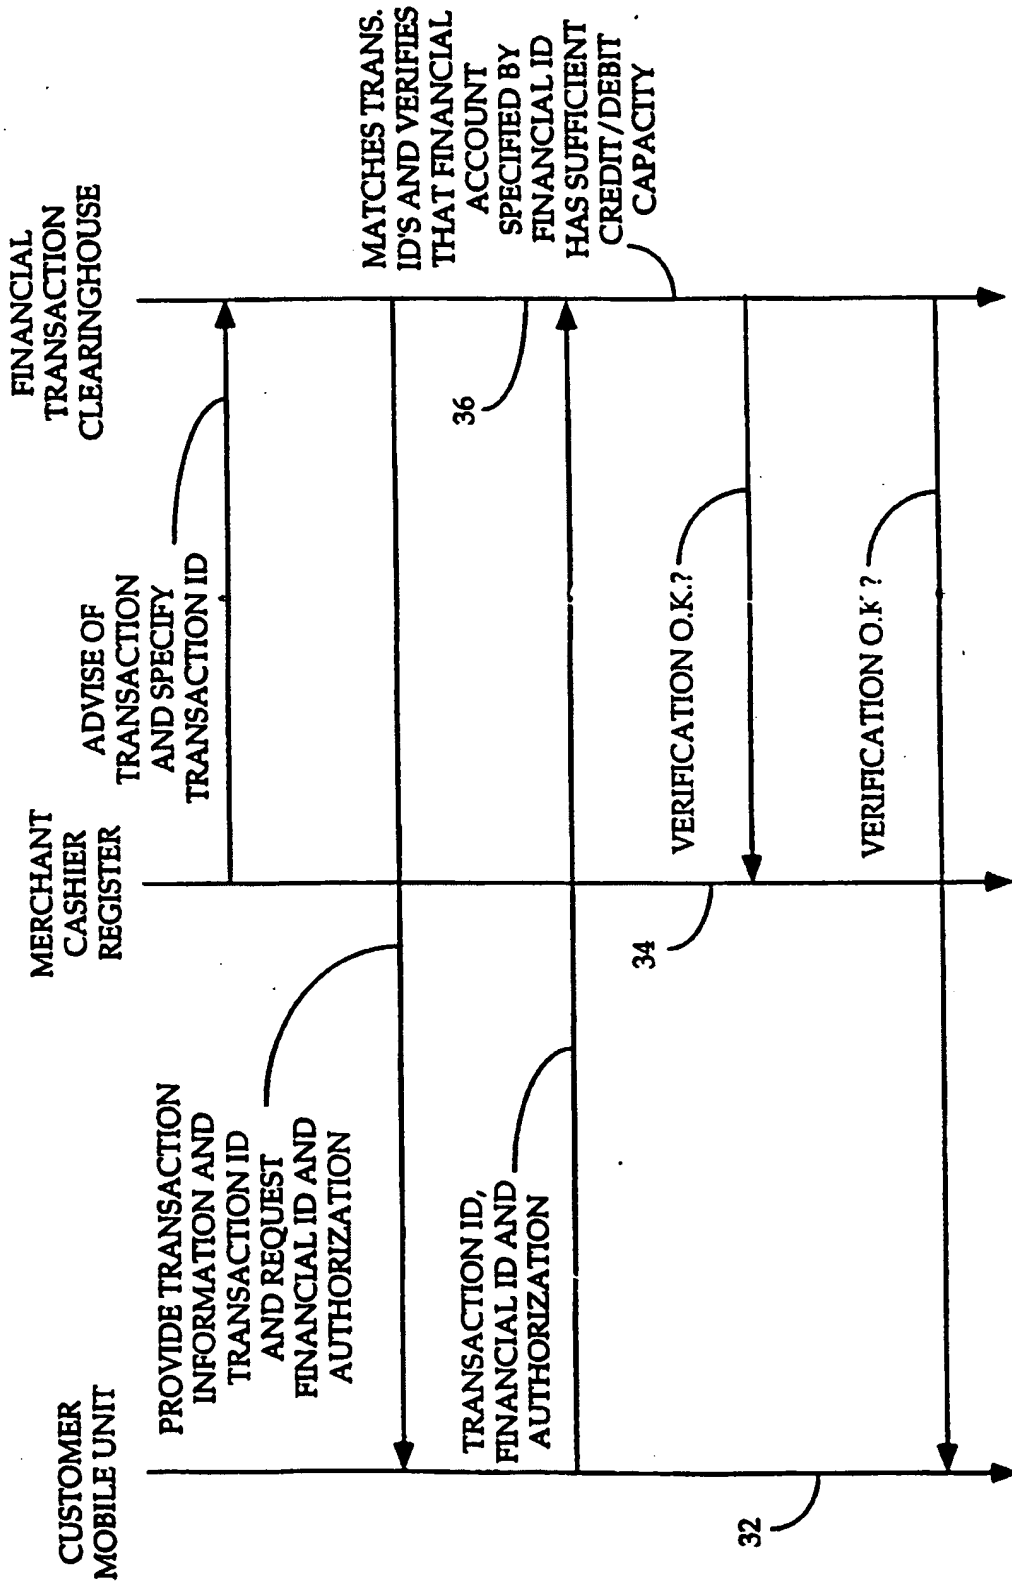 CUSTOMER
MOBILE UNIT
MERCHANT
CASHIER
REGISTER
FINANCIAL
TRANSACTION
CLEARINGHOUSE
ADVISE OF
TRANSACTION
AND SPECIFY
TRANSACTION ID
PROVIDE TRANSACTION
INFORMATION AND
TRANSACTION ID
AND REQUEST
FINANCIAL ID AND
AUTHORIZATION
MATCHES TRANS.
ID'S AND VERIFIES
THAT FINANCIAL
ACCOUNT
SPECIFIED BY
FINANCIAL ID
HAS SUFFICIENT
CREDIT/DEBIT
CAPACITY
36
TRANSACTION ID,
FINANCIAL ID AND
AUTHORIZATION
34
VERIFICATION O.K.?
32
VERIFICATION O.K ?